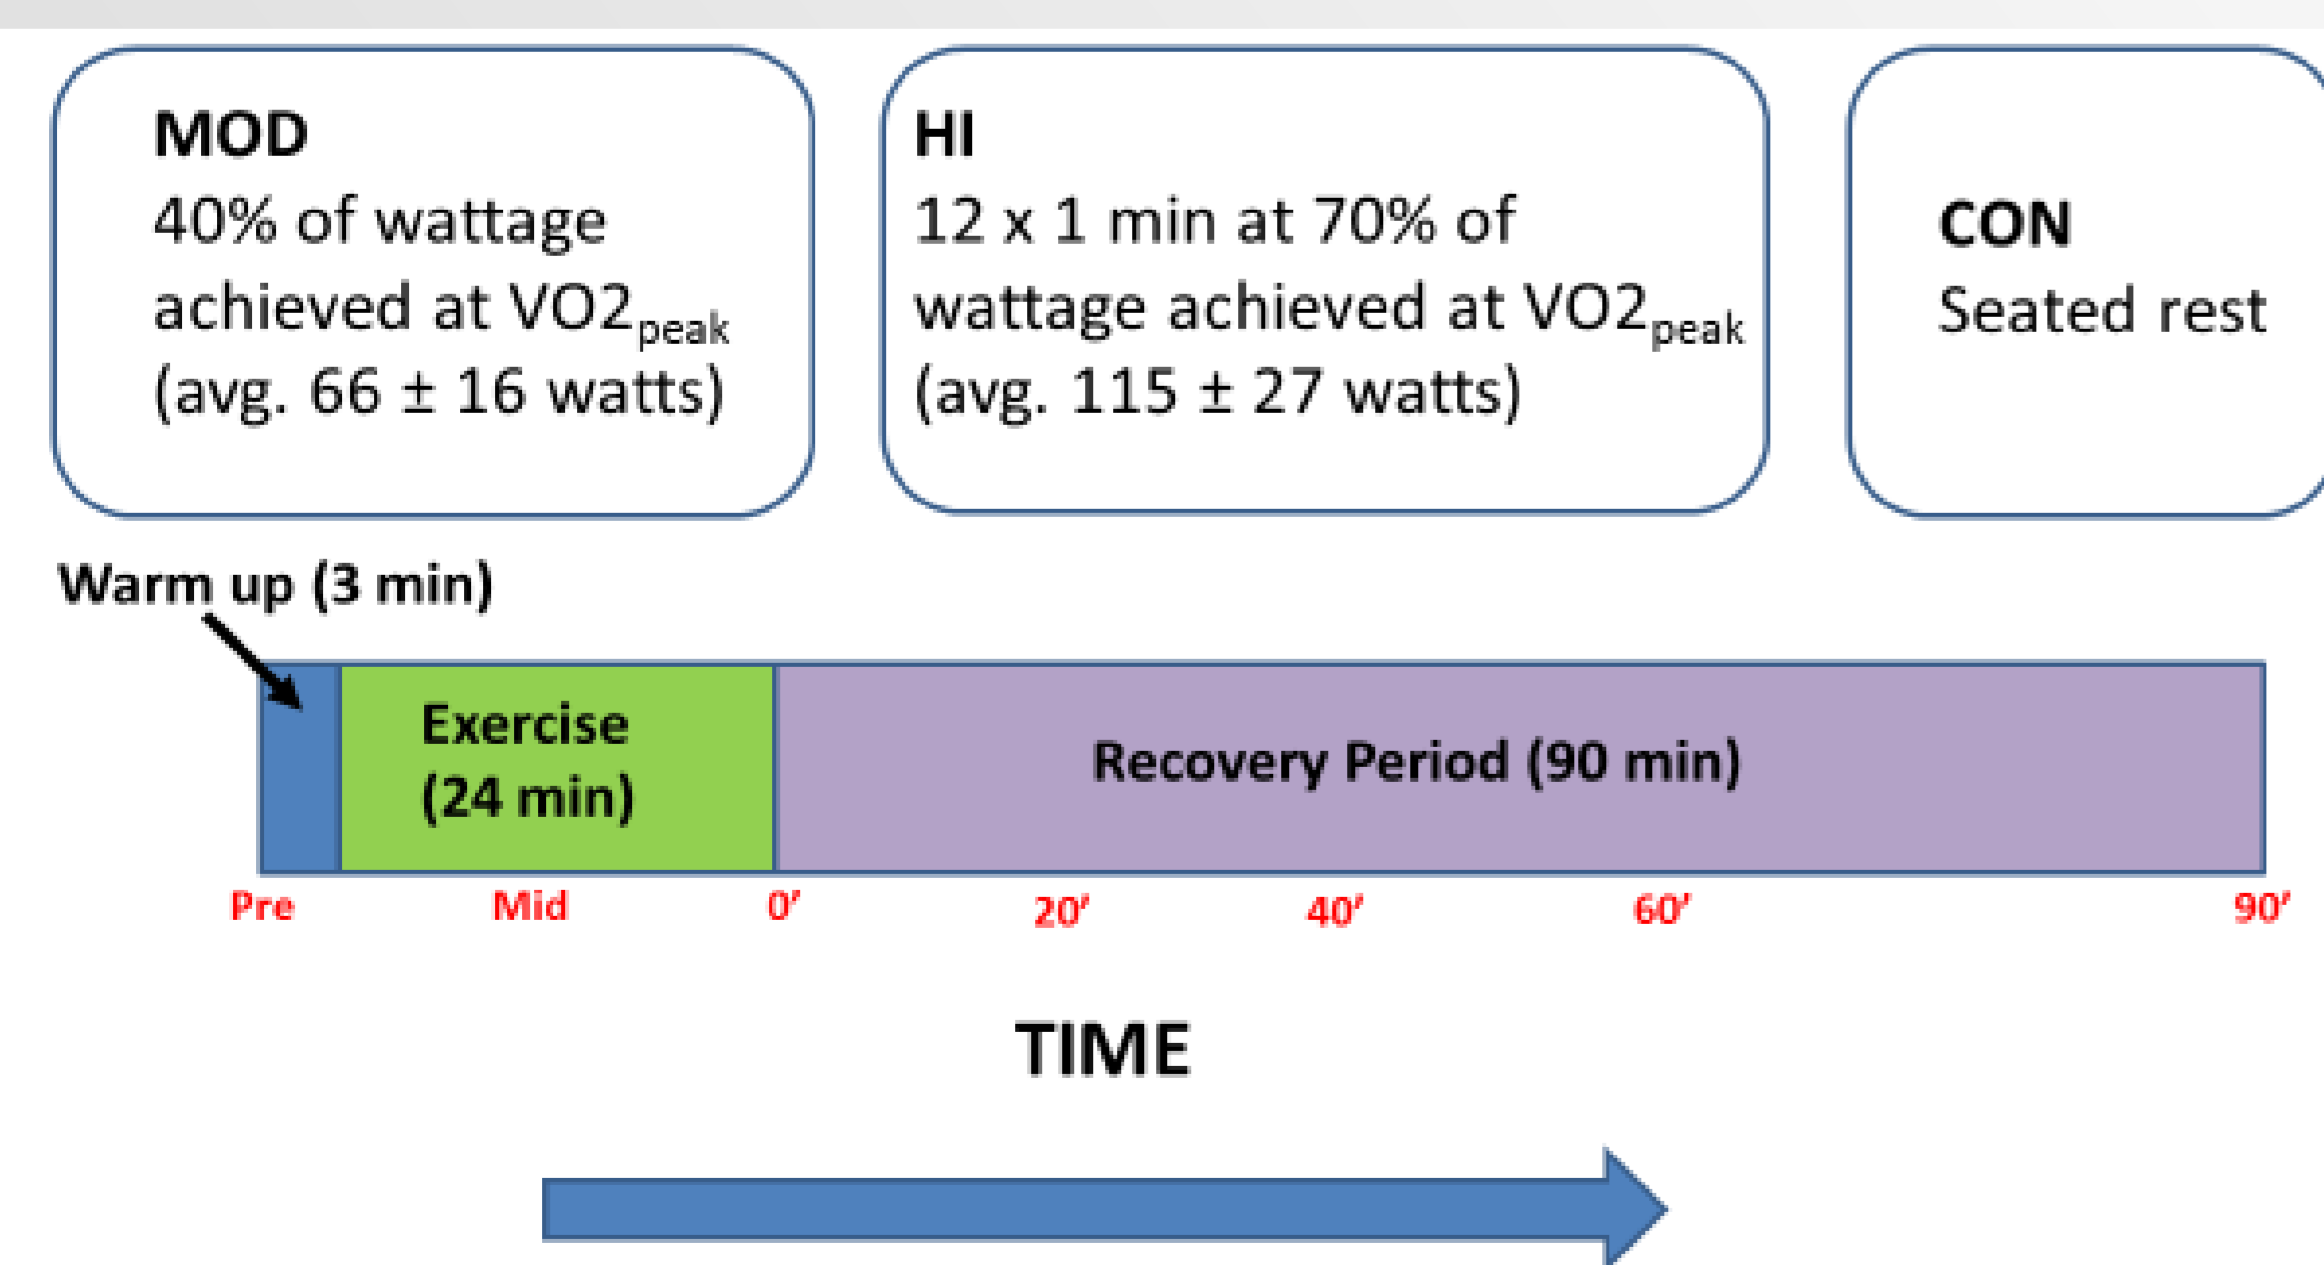 MOD
40% of wattage
achieved at VO2peak
(avg. 66 ± 16 watts)
HI
12 x 1 min at 70% of
wattage achieved at VO2peak
(avg. 115 ± 27 watts)
CON
Seated rest
Warm up (3 min)
Exercise
(24 min)
Recovery Period (90 min)
Pre Mid 0′ 20′ 40′ 60′ 90′
TIME